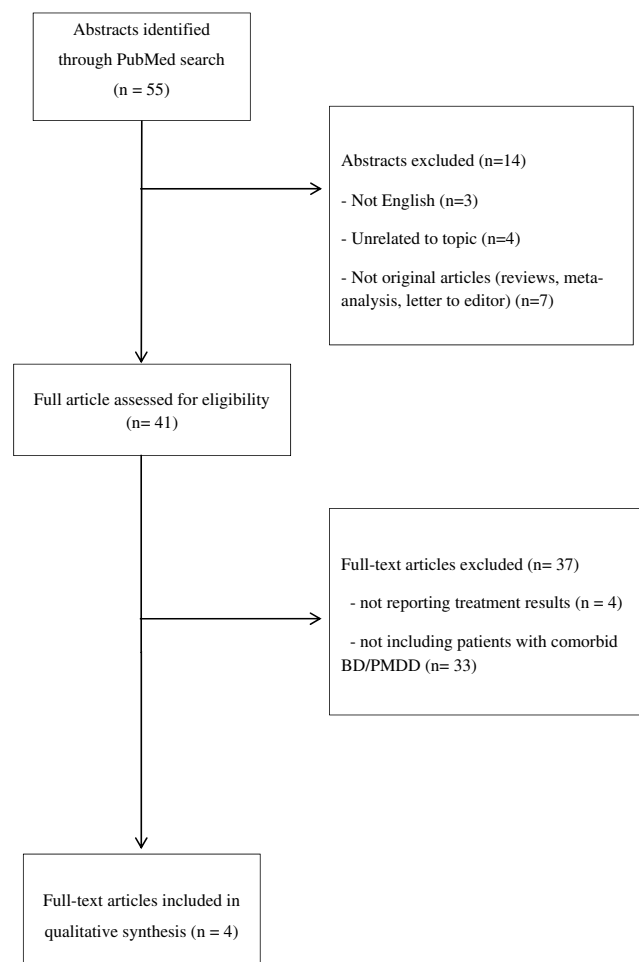 Abstracts identified
through PubMed search
(n = 55)
Abstracts excluded (n=14)
- Not English (n=3)
- Unrelated to topic (n=4)
- Not original articles (reviews, meta-
analysis, letter to editor) (n=7)
Full article assessed for eligibility
(n= 41)
Full-text articles excluded (n= 37)
- not reporting treatment results (n = 4)
- not including patients with comorbid
BD/PMDD (n= 33)
Full-text articles included in
qualitative synthesis (n = 4)